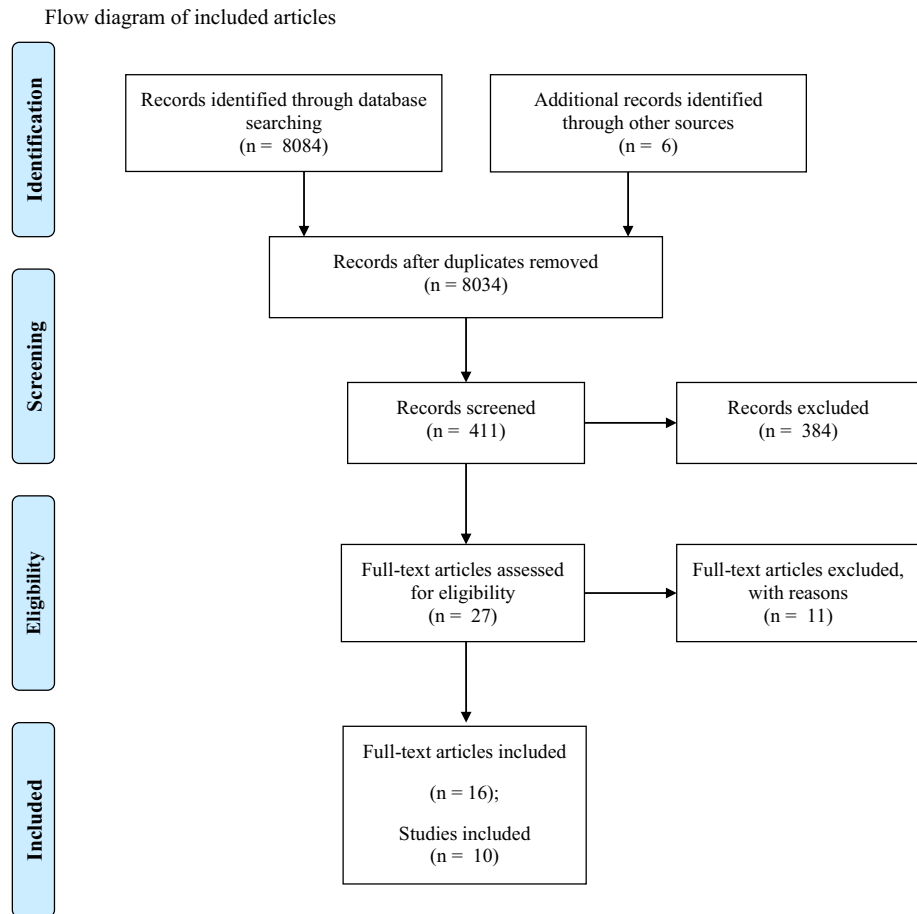 Flow diagram of included articles
Identification
Records identified through database
searching
(n = 8084)
Additional records identified
through other sources
(n = 6)
Records after duplicates removed
(n = 8034)
Screening
Records screened
(n = 411)
Records excluded
(n = 384)
Eligibility
Full-text articles assessed
for eligibility
(n = 27)
Full-text articles excluded,
with reasons
(n = 11)
Included
Full-text articles included
(n = 16);
Studies included
(n = 10)